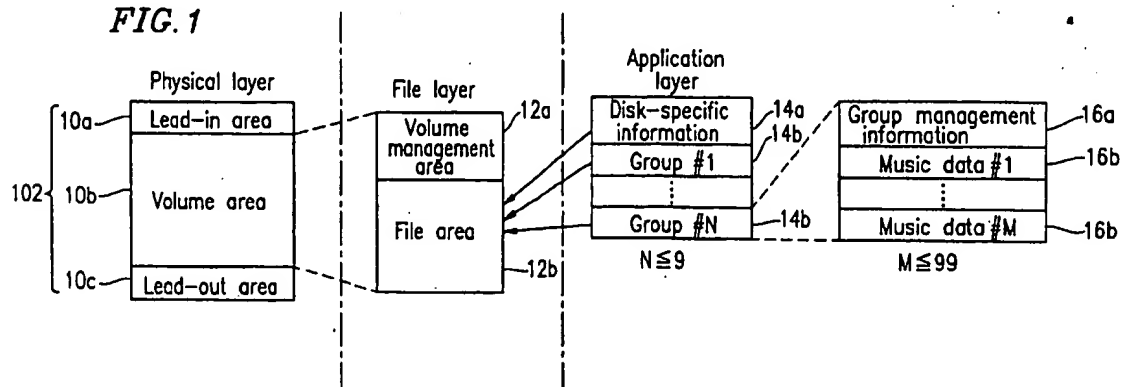 FIG. 1
Physical layer
102
10a
Lead-in area
10b
Volume area
10c
Lead-out area
File layer
12a
Volume
management
area
File area
12b
Application
layer
Disk-specific
information
14a
14b
Group #1
Group #N
14b
N≦9
Group management
information
16a
Music data #1
16b
Music data #M
16b
M≦99